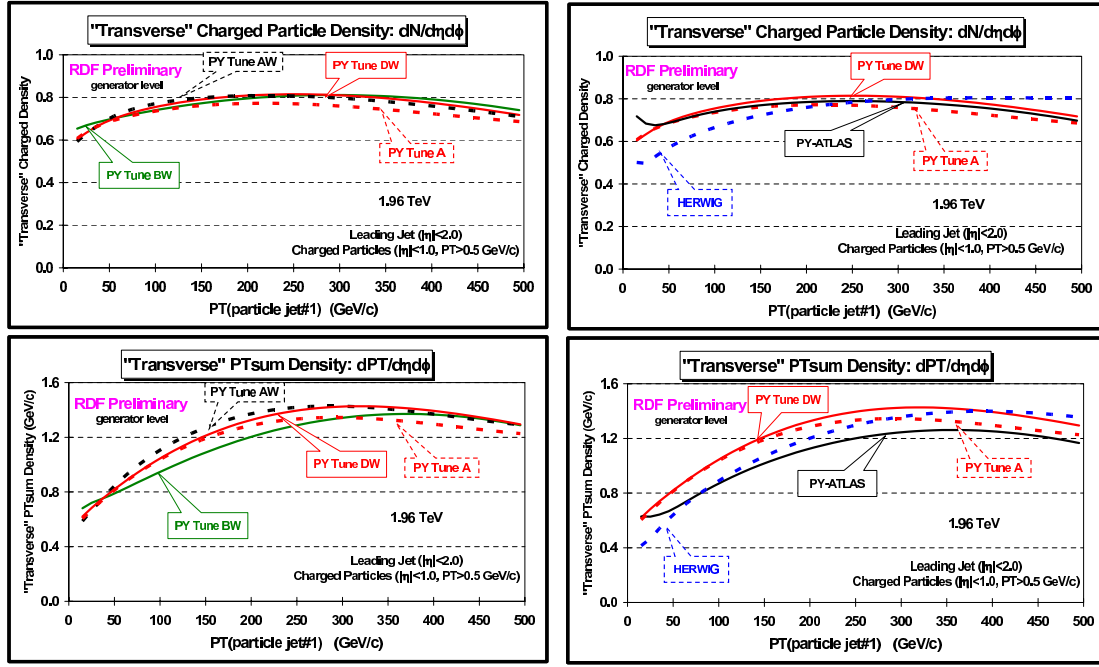 "Transverse" Charged Particle Density: dN/dηdϕ
1.0
0.8
0.6
0.4
0.2
0.0
"Transverse" Charged Density
RDF Preliminary
generator level
PY Tune AW
PY Tune DW
PY Tune A
PY Tune BW
1.96 TeV
Leading Jet (|η|<2.0)
Charged Particles (|η|<1.0, PT>0.5 GeV/c)
0 50 100 150 200 250 300 350 400 450 500
PT(particle jet#1) (GeV/c)
"Transverse" Charged Particle Density: dN/dηdϕ
1.0
0.8
0.6
0.4
0.2
0.0
"Transverse" Charged Density
RDF Preliminary
generator level
PY Tune DW
PY-ATLAS
PY Tune A
HERWIG
1.96 TeV
Leading Jet (|η|<2.0)
Charged Particles (|η|<1.0, PT>0.5 GeV/c)
0 50 100 150 200 250 300 350 400 450 500
PT(particle jet#1) (GeV/c)
"Transverse" PTsum Density: dPT/dηdϕ
1.6
1.2
0.8
0.4
0.0
"Transverse" PTsum Density (GeV/c)
RDF Preliminary
generator level
PY Tune AW
PY Tune DW
PY Tune A
PY Tune BW
1.96 TeV
Leading Jet (|η|<2.0)
Charged Particles (|η|<1.0, PT>0.5 GeV/c)
0 50 100 150 200 250 300 350 400 450 500
PT(particle jet#1) (GeV/c)
"Transverse" PTsum Density: dPT/dηdϕ
1.6
1.2
0.8
0.4
0.0
"Transverse" PTsum Density (GeV/c)
RDF Preliminary
generator level
PY Tune DW
PY Tune A
PY-ATLAS
HERWIG
1.96 TeV
Leading Jet (|η|<2.0)
Charged Particles (|η|<1.0, PT>0.5 GeV/c)
0 50 100 150 200 250 300 350 400 450 500
PT(particle jet#1) (GeV/c)